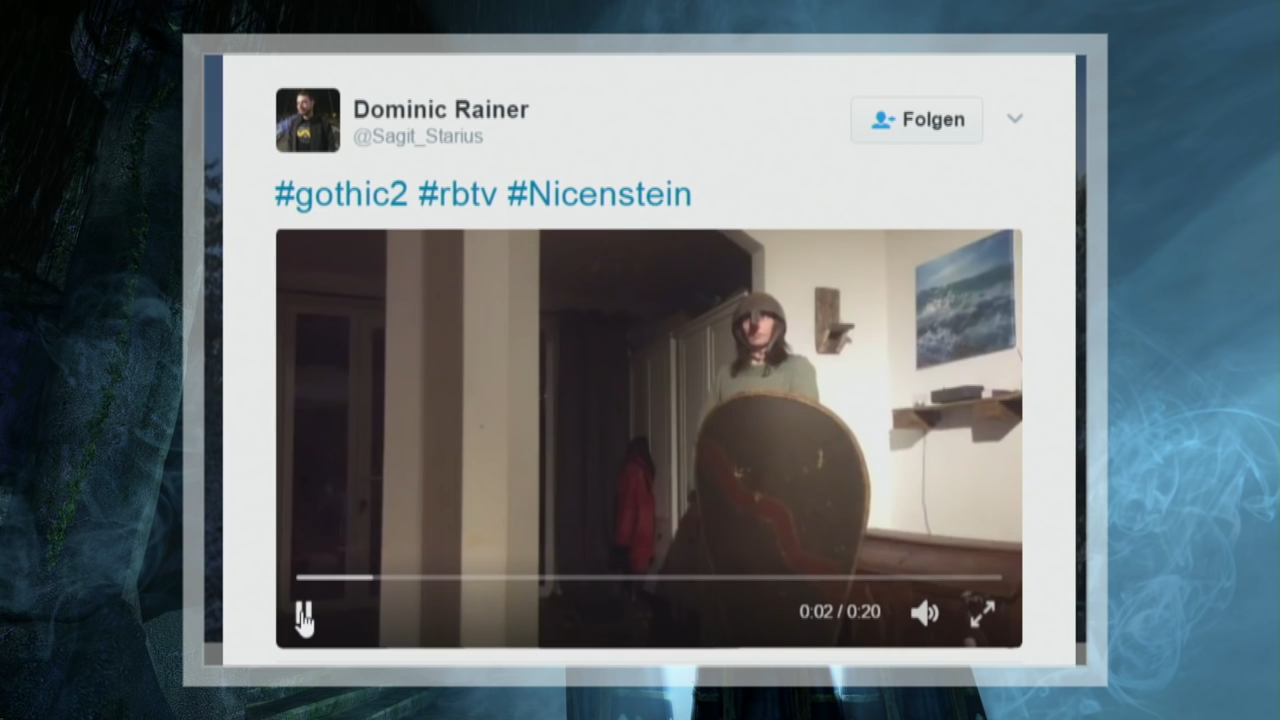 Dominic Rainer
@Sagit_Starius
Folgen
#gothic2 #rbtv #Nicenstein
0:02 / 0:20